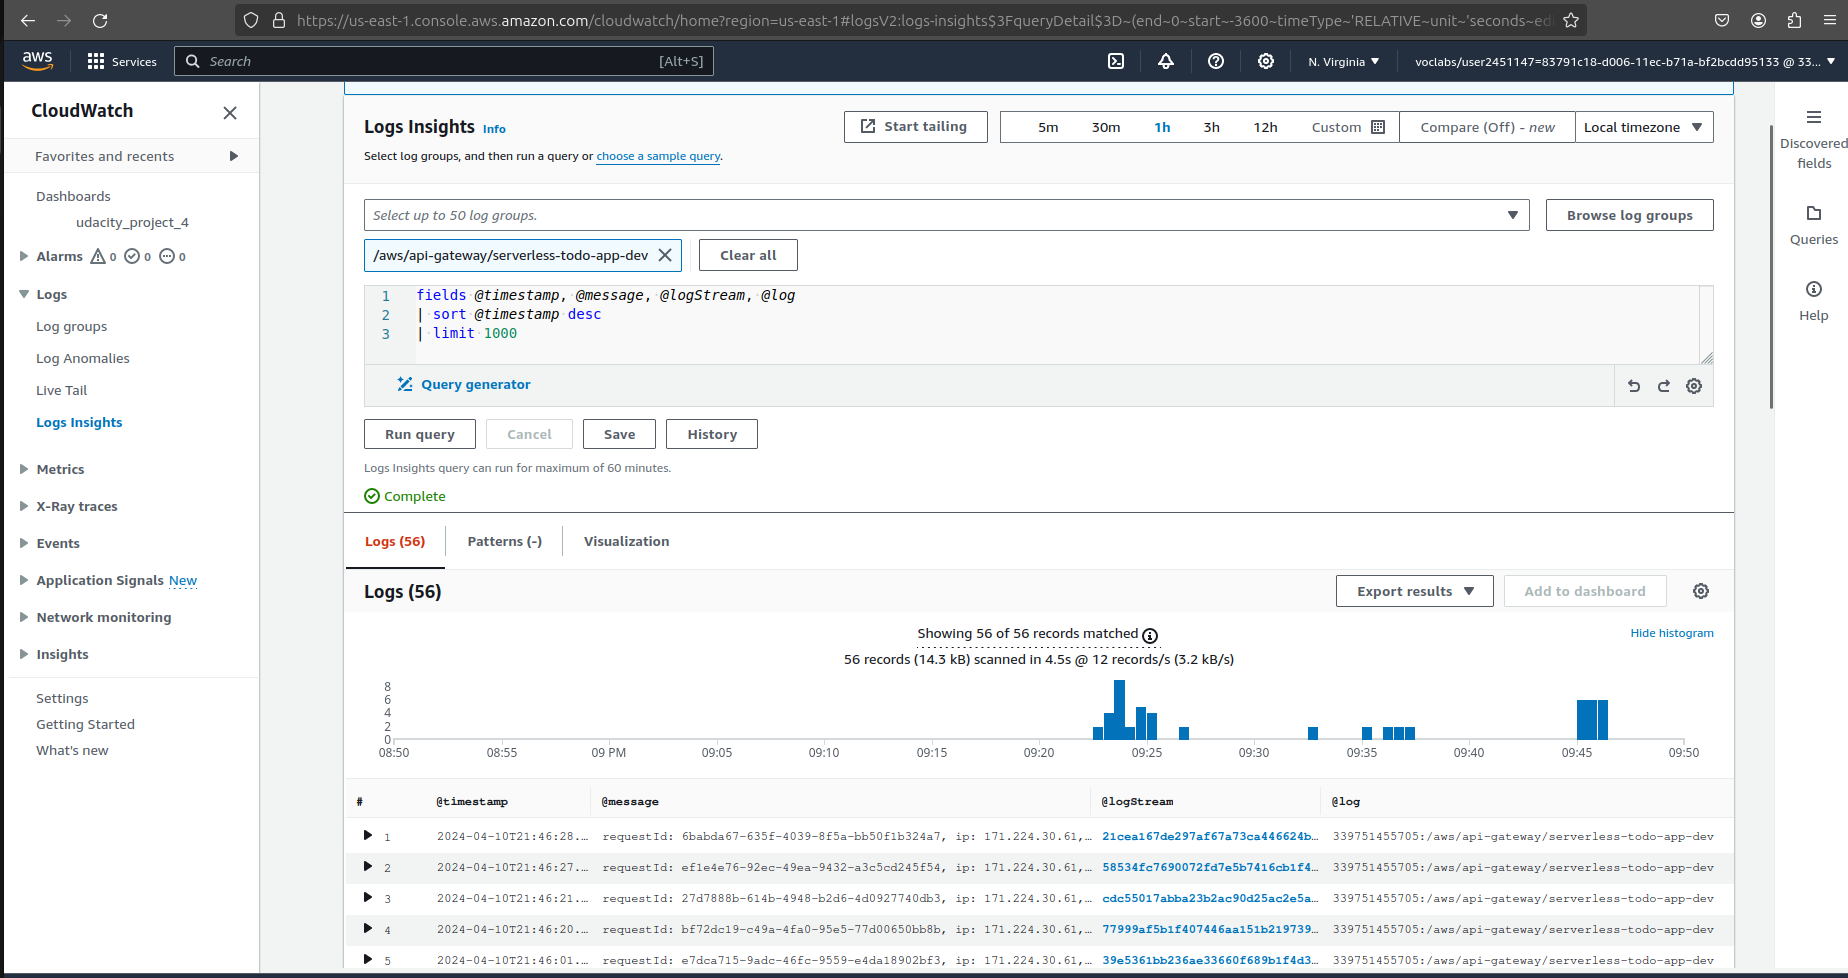 https://us-east-1.console.aws.amazon.com/cloudwatch/home?region=us-east-1#logsV2:logs-insights$3FqueryDetail$3D~(end~0~start~-3600~timeType~'RELATIVE~unit~'seconds~ed
aws Services Search [Alt+S] N. Virginia voclabs/user2451147=83791c18-d006-11ec-b71a-bf2bcdd95133 @ 33...
CloudWatch
Favorites and recents
Dashboards
udacity_project_4
Alarms 0 0 0
Logs
Log groups
Log Anomalies
Live Tail
Logs Insights
Metrics
X-Ray traces
Events
Application Signals New
Network monitoring
Insights
Settings
Getting Started
What's new
Logs Insights Info
Start tailing 5m 30m 1h 3h 12h Custom Compare (Off) - new Local timezone
Select log groups, and then run a query or choose a sample query.
Select up to 50 log groups. Browse log groups
/aws/api-gateway/serverless-todo-app-dev Clear all
1 fields @timestamp, @message, @logStream, @log
2 | sort @timestamp desc
3 | limit 1000
Query generator
Run query Cancel Save History
Logs Insights query can run for maximum of 60 minutes.
Complete
Logs (56) Patterns (-) Visualization
Logs (56) Export results Add to dashboard
Showing 56 of 56 records matched Hide histogram
56 records (14.3 kB) scanned in 4.5s @ 12 records/s (3.2 kB/s)
8
6
4
2
0
08:50 08:55 09 PM 09:05 09:10 09:15 09:20 09:25 09:30 09:35 09:40 09:45 09:50
# @timestamp @message @logStream @log
1 2024-04-10T21:46:28.... requestId: 6babda67-635f-4039-8f5a-bb50f1b324a7, ip: 171.224.30.61,... 21cea167de297af67a73ca446624b... 339751455705:/aws/api-gateway/serverless-todo-app-dev
2 2024-04-10T21:46:27.... requestId: ef1e4e76-92ec-49ea-9432-a3c5cd245f54, ip: 171.224.30.61,... 58534fc7690072fd7e5b7416cb1f4... 339751455705:/aws/api-gateway/serverless-todo-app-dev
3 2024-04-10T21:46:21.... requestId: 27d7888b-614b-4948-b2d6-4d0927740db3, ip: 171.224.30.61,... cdc55017abba23b2ac90d25ac2e5a... 339751455705:/aws/api-gateway/serverless-todo-app-dev
4 2024-04-10T21:46:20.... requestId: bf72dc19-c49a-4fa0-95e5-77d00650bb8b, ip: 171.224.30.61,... 77999af5b1f407446aa151b219739... 339751455705:/aws/api-gateway/serverless-todo-app-dev
5 2024-04-10T21:46:01.... requestId: e7dca715-9adc-46fc-9559-e4da18902bf3, ip: 171.224.30.61,... 39e5361bb236ae33660f689b1f4d3... 339751455705:/aws/api-gateway/serverless-todo-app-dev
Discovered
fields
Queries
Help